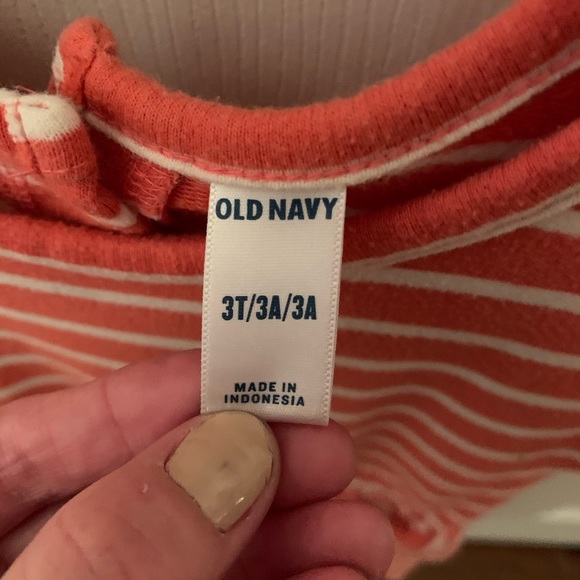 OLD NAVY
3T/3A/3A
MADE IN
INDONESIA